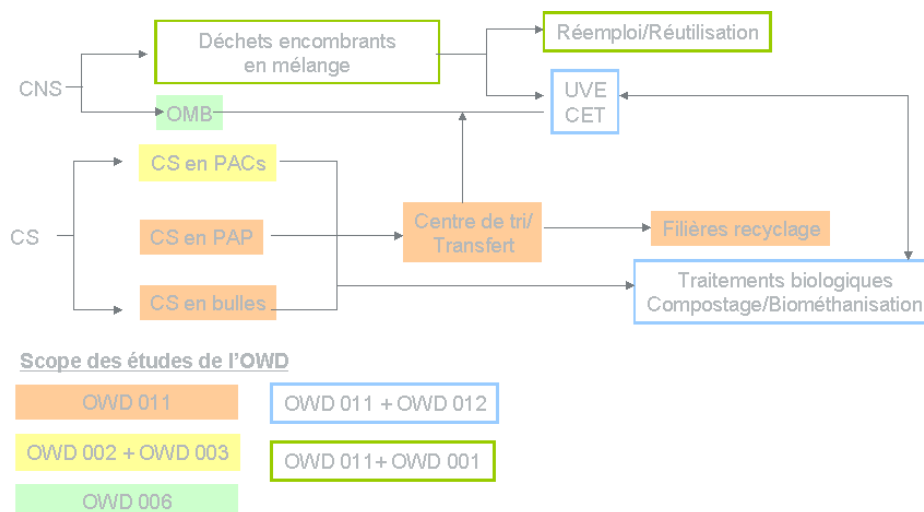 Déchets encombrants
en mélange
Réemploi/Réutilisation
CNS
UVE
CET
OMB
CS en PACs
CS
CS en PAP
Centre de tri/
Transfert
Filières recyclage
CS en bulles
Traitements biologiques
Compostage/Biométhanisation
Scope des études de l'OWD
OWD 011
OWD 011 + OWD 012
OWD 002 + OWD 003
OWD 011+ OWD 001
OWD 006